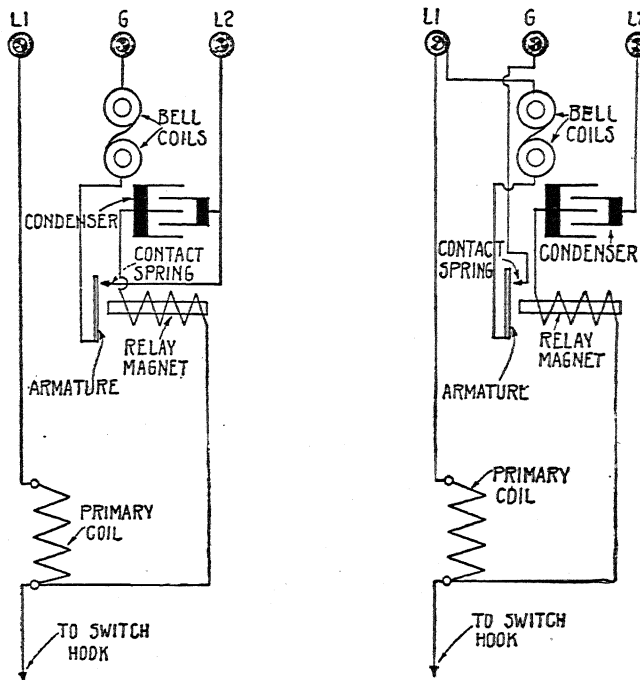 L1 G L2
BELL
COILS
CONDENSER
CONTACT
SPRING
RELAY
MAGNET
ARMATURE
PRIMARY
COIL
TO SWITCH
HOOK
L1 G L2
BELL
COILS
CONDENSER
CONTACT
SPRING
RELAY
MAGNET
ARMATURE
PRIMARY
COIL
TO SWITCH
HOOK